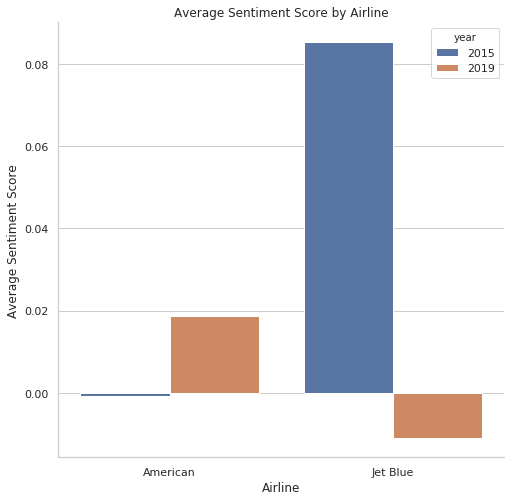 Average Sentiment Score by Airline
year
2015
2019
Average Sentiment Score
0.08
0.06
0.04
0.02
0.00
American
Jet Blue
Airline